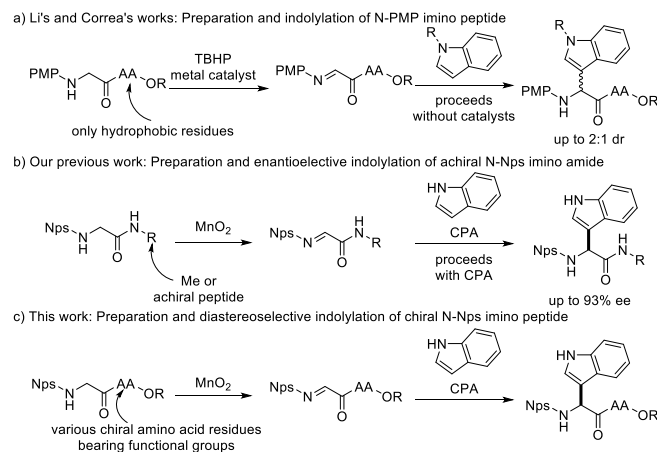 a) Li's and Correa's works: Preparation and indolylation of N-PMP imino peptide
R
N
TBHP
metal catalyst
PMP N H O AA OR
PMP N O AA OR
R N
proceeds
without catalysts
PMP N H O AA OR
only hydrophobic residues
up to 2:1 dr
b) Our previous work: Preparation and enantioelective indolylation of achiral N-Nps imino amide
HN
HN
Nps N H O H N R
MnO2
Nps N O H N R
CPA
proceeds
with CPA
Nps N H O H N R
Me or
achiral peptide
up to 93% ee
c) This work: Preparation and diastereoselective indolylation of chiral N-Nps imino peptide
HN
HN
Nps N H O AA OR
MnO2
Nps N O AA OR
CPA
Nps N H O AA OR
various chiral amino acid residues
bearing functional groups